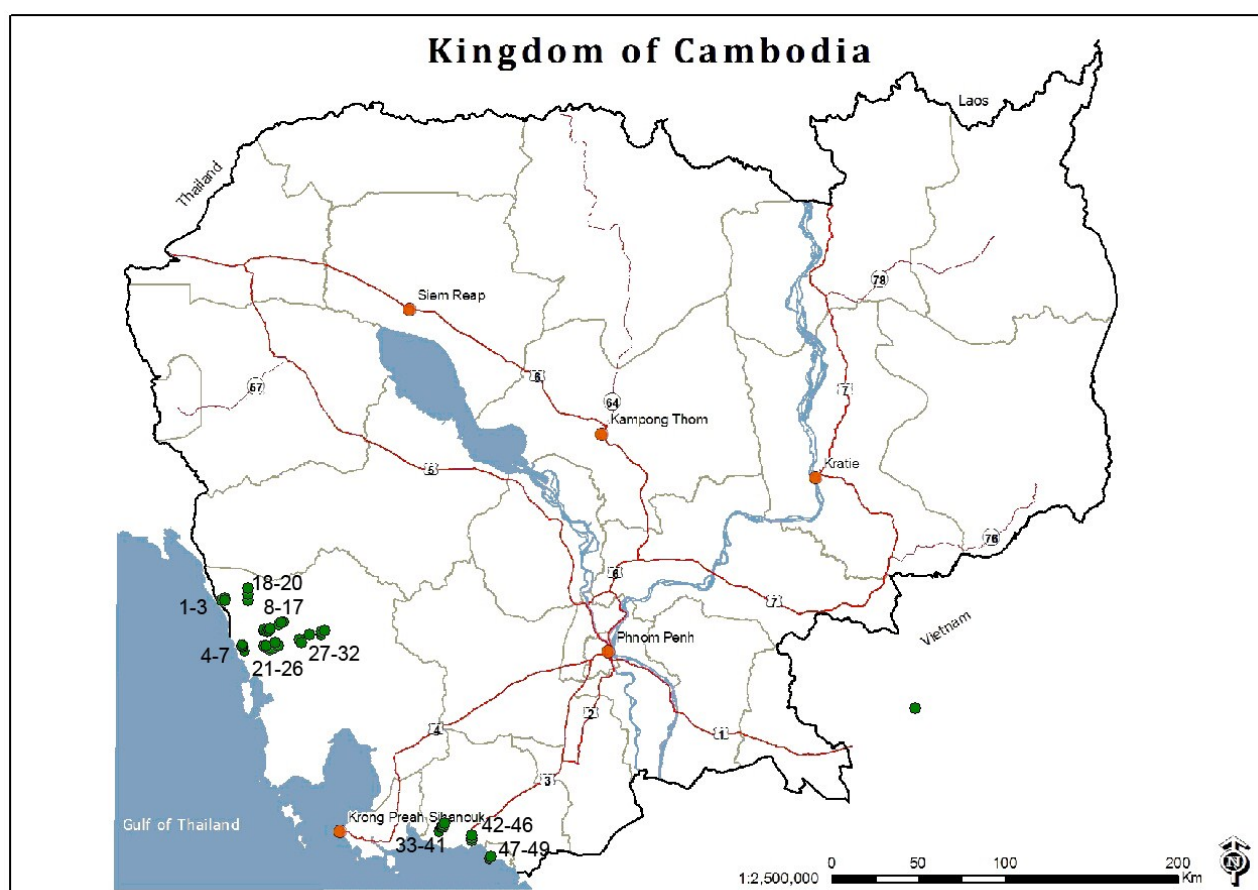 Kingdom of Cambodia
Laos
Thailand
78
Siem Reap
6
7
57
64
Kampong Thom
5
Kratie
76
18-20
6
1-3
8-17
7
Phnom Penh
Vietnam
4-7
27-32
21-26
2
4
1
3
Gulf of Thailand
Krong Preah Sihanouk
42-46
33-41
47-49
0 50 100 200
Km
1:2,500,000
N